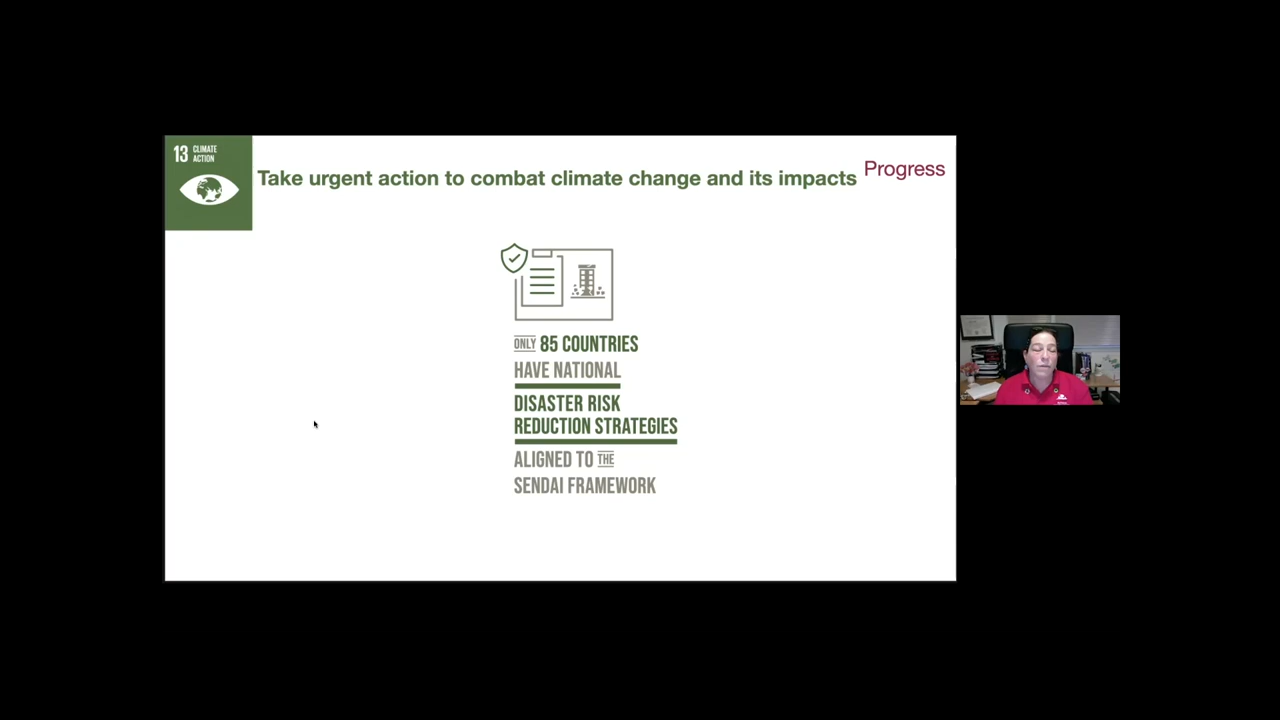 13 CLIMATE
ACTION
Take urgent action to combat climate change and its impacts
Progress
ONLY 85 COUNTRIES
HAVE NATIONAL
DISASTER RISK
REDUCTION STRATEGIES
ALIGNED TO THE
SENDAI FRAMEWORK